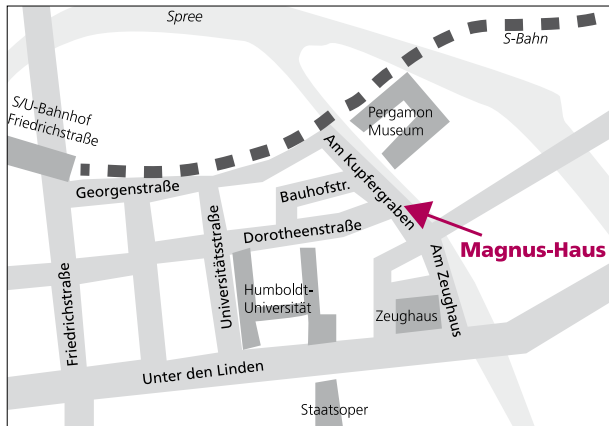 Spree
S-Bahn
S/U-Bahnhof
Friedrichstraße
Pergamon
Museum
Georgenstraße
Am Kupfergraben
Bauhofstr.
Dorotheenstraße
Universitätsstraße
Magnus-Haus
Am Zeughaus
Humboldt-
Universität
Zeughaus
Friedrichstraße
Unter den Linden
Staatsoper